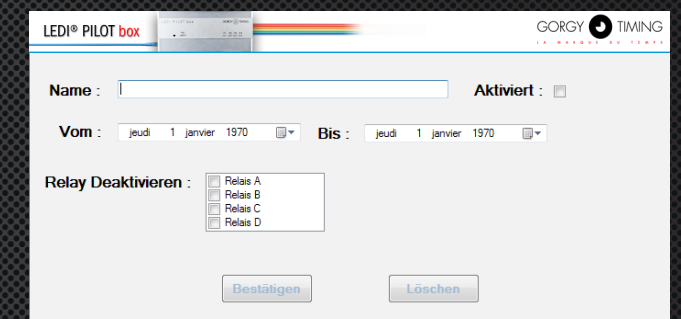 LEDI® PILOT box
GORGY TIMING
LA MARQUE DU TEMPS
Name :
Aktiviert :
Vom :
jeudi 1 janvier 1970
Bis :
jeudi 1 janvier 1970
Relay Deaktivieren :
Relais A
Relais B
Relais C
Relais D
Bestätigen
Löschen